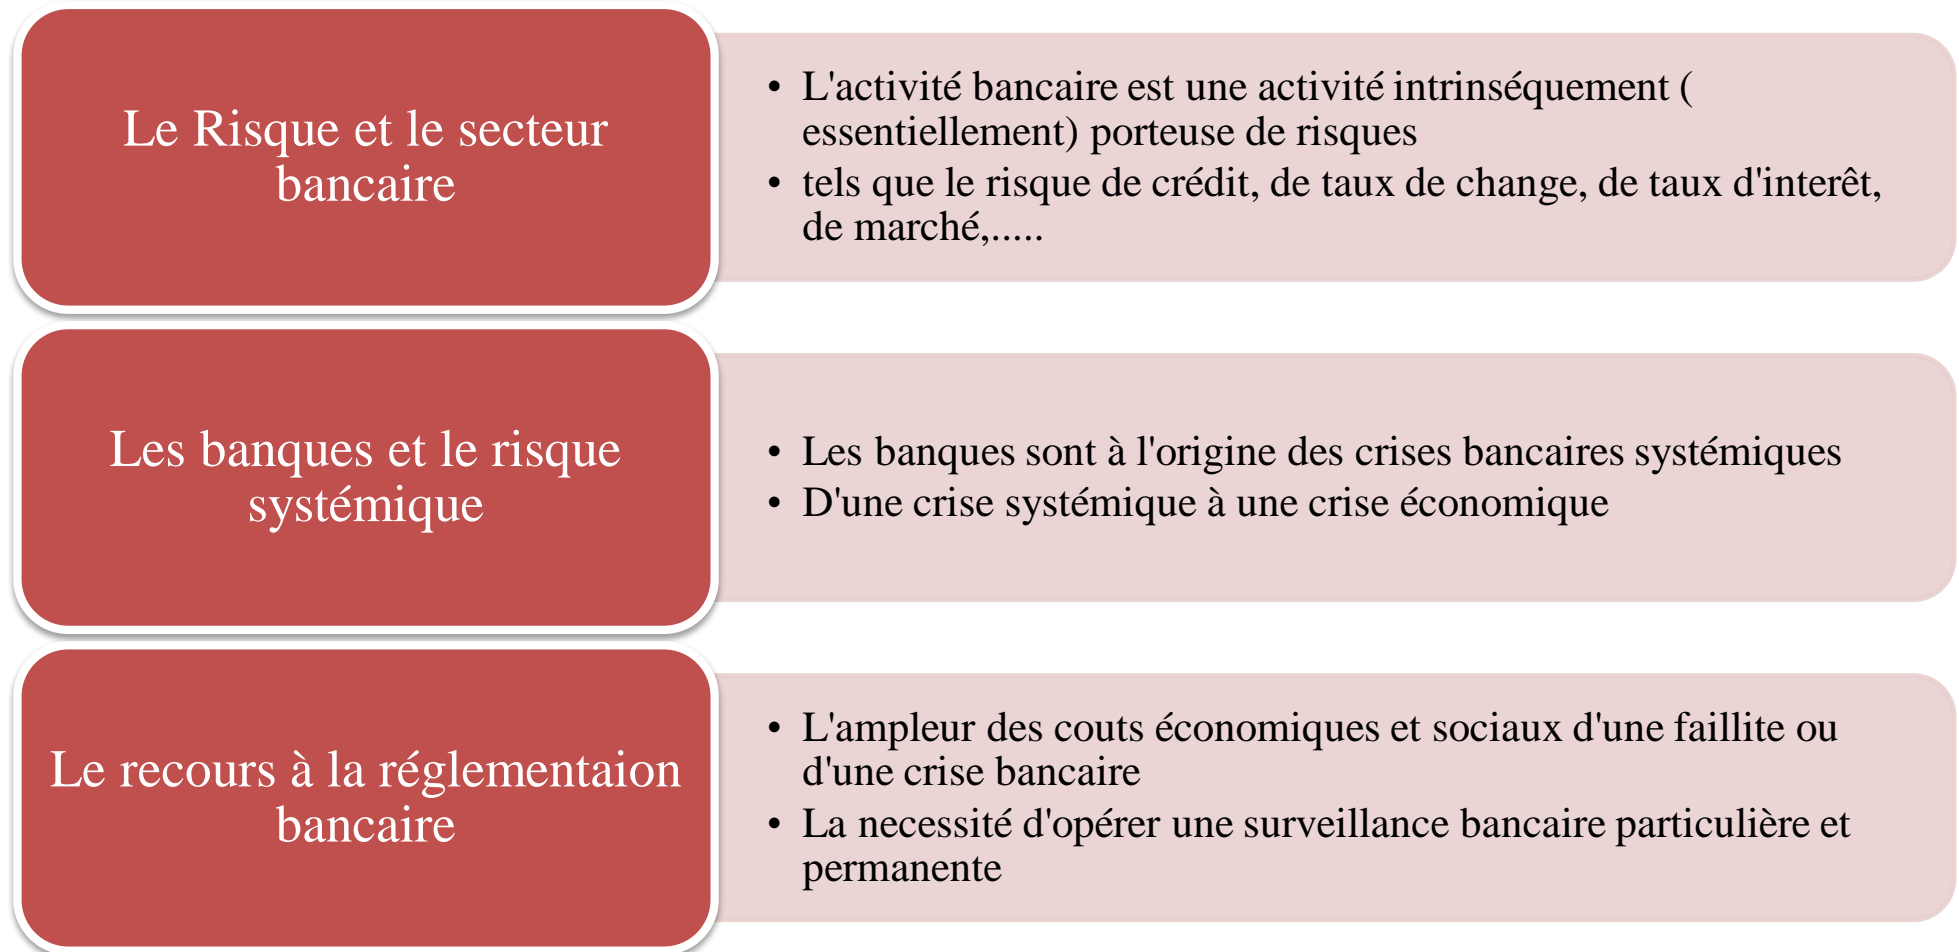 Le Risque et le secteur
bancaire
• L'activité bancaire est une activité intrinséquement (
essentiellement) porteuse de risques
• tels que le risque de crédit, de taux de change, de taux d'interêt,
de marché,.....
Les banques et le risque
systémique
• Les banques sont à l'origine des crises bancaires systémiques
• D'une crise systémique à une crise économique
Le recours à la réglementaion
bancaire
• L'ampleur des couts économiques et sociaux d'une faillite ou
d'une crise bancaire
• La necessité d'opérer une surveillance bancaire particulière et
permanente